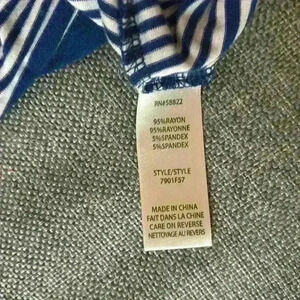 RN#58822
95%RAYON
95%RAYONNE
5%SPANDEX
5%SPANDEX
STYLE/STYLE
7901F57
MADE IN CHINA
FAIT DANS LA CHINE
CARE ON REVERSE
NETTOYAGE AU REVERS